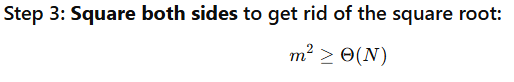 Step 3: Square both sides to get rid of the square root:
m² ≥ Θ(N)